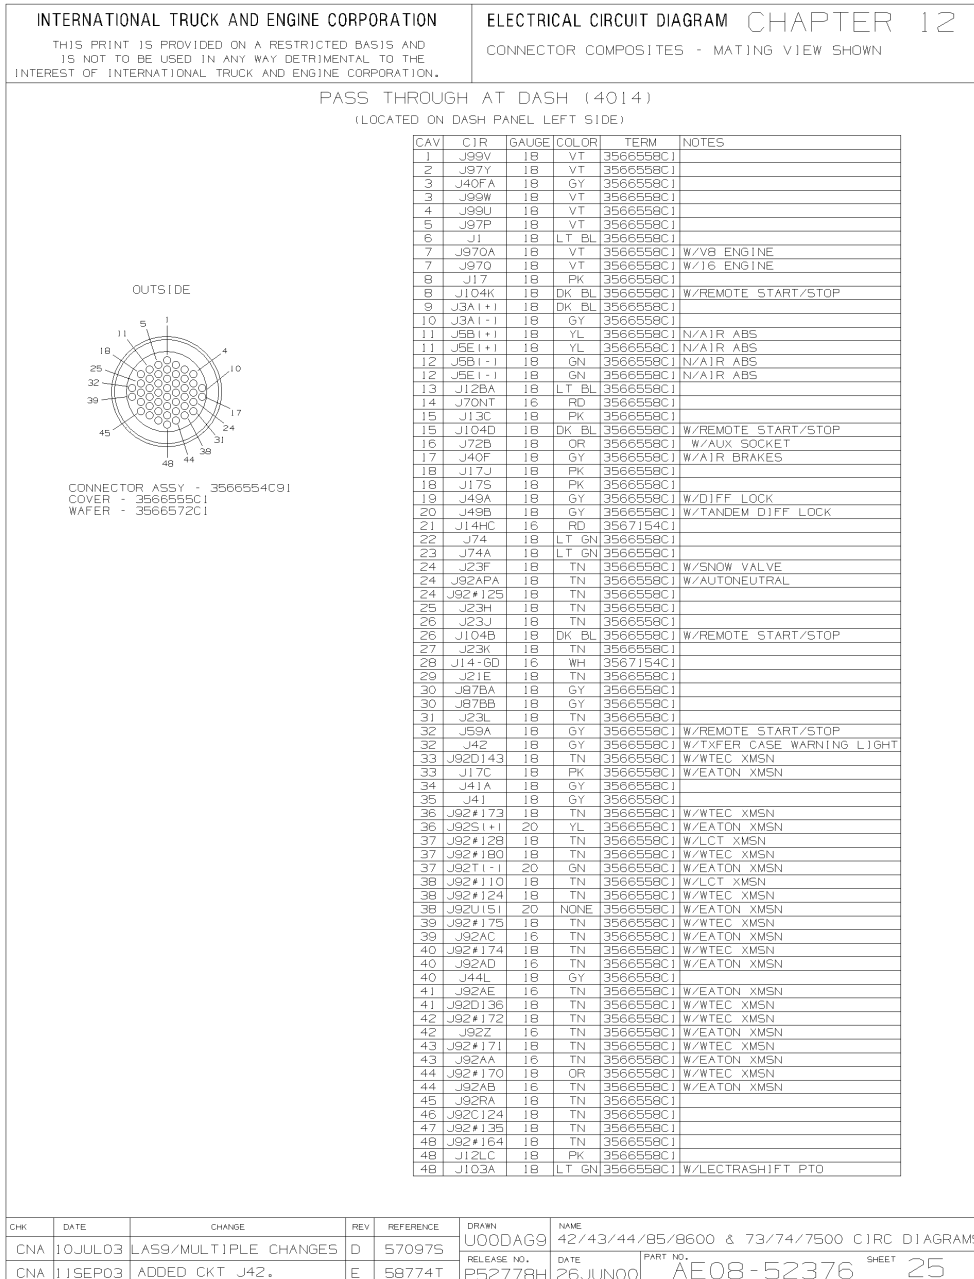 INTERNATIONAL TRUCK AND ENGINE CORPORATION
THIS PRINT IS PROVIDED ON A RESTRICTED BASIS AND
IS NOT TO BE USED IN ANY WAY DETRIMENTAL TO THE
INTEREST OF INTERNATIONAL TRUCK AND ENGINE CORPORATION.
ELECTRICAL CIRCUIT DIAGRAM CHAPTER 12
CONNECTOR COMPOSITES - MATING VIEW SHOWN
PASS THROUGH AT DASH (4014)
(LOCATED ON DASH PANEL LEFT SIDE)
OUTSIDE
1
5
11
4
18
10
25
32
39
17
45
24
31
38
44
48
CONNECTOR ASSY - 3566554C91
COVER - 3566555C1
WAFER - 3566572C1
CAV CIR GAUGE COLOR TERM NOTES
1 J99V 18 VT 3566558C1
2 J97Y 18 VT 3566558C1
3 J40FA 18 GY 3566558C1
3 J99W 18 VT 3566558C1
4 J99U 18 VT 3566558C1
5 J97P 18 VT 3566558C1
6 J1 18 LT BL 3566558C1
7 J970A 18 VT 3566558C1 W/V8 ENGINE
7 J970 18 VT 3566558C1 W/I6 ENGINE
8 J17 18 PK 3566558C1
8 J104K 18 DK BL 3566558C1 W/REMOTE START/STOP
9 J3A(+) 18 DK BL 3566558C1
10 J3A(-) 18 GY 3566558C1
11 J5B(+) 18 YL 3566558C1 N/AIR ABS
11 J5E(+) 18 YL 3566558C1 N/AIR ABS
12 J5B(-) 18 GN 3566558C1 N/AIR ABS
12 J5E(-) 18 GN 3566558C1 N/AIR ABS
13 J12BA 18 LT BL 3566558C1
14 J70NT 16 RD 3566558C1
15 J13C 18 PK 3566558C1
15 J104D 18 DK BL 3566558C1 W/REMOTE START/STOP
16 J72B 18 OR 3566558C1 W/AUX SOCKET
17 J40F 18 GY 3566558C1 W/AIR BRAKES
18 J17J 18 PK 3566558C1
18 J17S 18 PK 3566558C1
19 J49A 18 GY 3566558C1 W/DIFF LOCK
20 J49B 18 GY 3566558C1 W/TANDEM DIFF LOCK
21 J14HC 16 RD 3567154C1
22 J74 18 LT GN 3566558C1
23 J74A 18 LT GN 3566558C1
24 J23F 18 TN 3566558C1 W/SNOW VALVE
24 J92APA 18 TN 3566558C1 W/AUTONEUTRAL
24 J92#125 18 TN 3566558C1
25 J23H 18 TN 3566558C1
26 J23J 18 TN 3566558C1
26 J104B 18 DK BL 3566558C1 W/REMOTE START/STOP
27 J23K 18 TN 3566558C1
28 J14-GD 16 WH 3567154C1
29 J21E 18 TN 3566558C1
30 J87BA 18 GY 3566558C1
30 J87BB 18 GY 3566558C1
31 J23L 18 TN 3566558C1
32 J59A 18 GY 3566558C1 W/REMOTE START/STOP
32 J42 18 GY 3566558C1 W/TXFER CASE WARNING LIGHT
33 J92D143 18 TN 3566558C1 W/WTEC XMSN
33 J17C 18 PK 3566558C1 W/EATON XMSN
34 J41A 18 GY 3566558C1
35 J41 18 GY 3566558C1
36 J92#173 18 TN 3566558C1 W/WTEC XMSN
36 J92S(+) 20 YL 3566558C1 W/EATON XMSN
37 J92#128 18 TN 3566558C1 W/LCT XMSN
37 J92#180 18 TN 3566558C1 W/WTEC XMSN
37 J92T(-) 20 GN 3566558C1 W/EATON XMSN
38 J92#110 18 TN 3566558C1 W/LCT XMSN
38 J92#124 18 TN 3566558C1 W/WTEC XMSN
38 J92U(S) 20 NONE 3566558C1 W/EATON XMSN
39 J92#175 18 TN 3566558C1 W/WTEC XMSN
39 J92AC 16 TN 3566558C1 W/EATON XMSN
40 J92#174 18 TN 3566558C1 W/WTEC XMSN
40 J92AD 16 TN 3566558C1 W/EATON XMSN
40 J44L 18 GY 3566558C1
41 J92AE 16 TN 3566558C1 W/EATON XMSN
41 J92D136 18 TN 3566558C1 W/WTEC XMSN
42 J92#172 18 TN 3566558C1 W/WTEC XMSN
42 J92Z 16 TN 3566558C1 W/EATON XMSN
43 J92#171 18 TN 3566558C1 W/WTEC XMSN
43 J92AA 16 TN 3566558C1 W/EATON XMSN
44 J92#170 18 OR 3566558C1 W/WTEC XMSN
44 J92AB 16 TN 3566558C1 W/EATON XMSN
45 J92RA 18 TN 3566558C1
46 J92C124 18 TN 3566558C1
47 J92#135 18 TN 3566558C1
48 J92#164 18 TN 3566558C1
48 J12LC 18 PK 3566558C1
48 J103A 18 LT GN 3566558C1 W/LECTRASHIFT PTO
CHK DATE CHANGE REV REFERENCE
CNA 10JUL03 LAS9/MULTIPLE CHANGES D 57097S
CNA 11SEP03 ADDED CKT J42. E 58774T
DRAWN
UOODAG9
NAME
42/43/44/85/8600 & 73/74/7500 CIRC DIAGRAMS
RELEASE NO.
P52778H
DATE
26JUN00
PART NO.
AE08-52376
SHEET 25